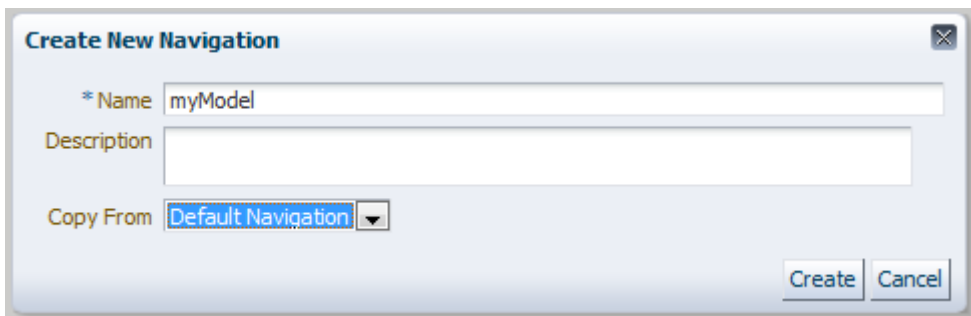 Create New Navigation
* Name myModel
Description
Copy From Default Navigation
Create Cancel